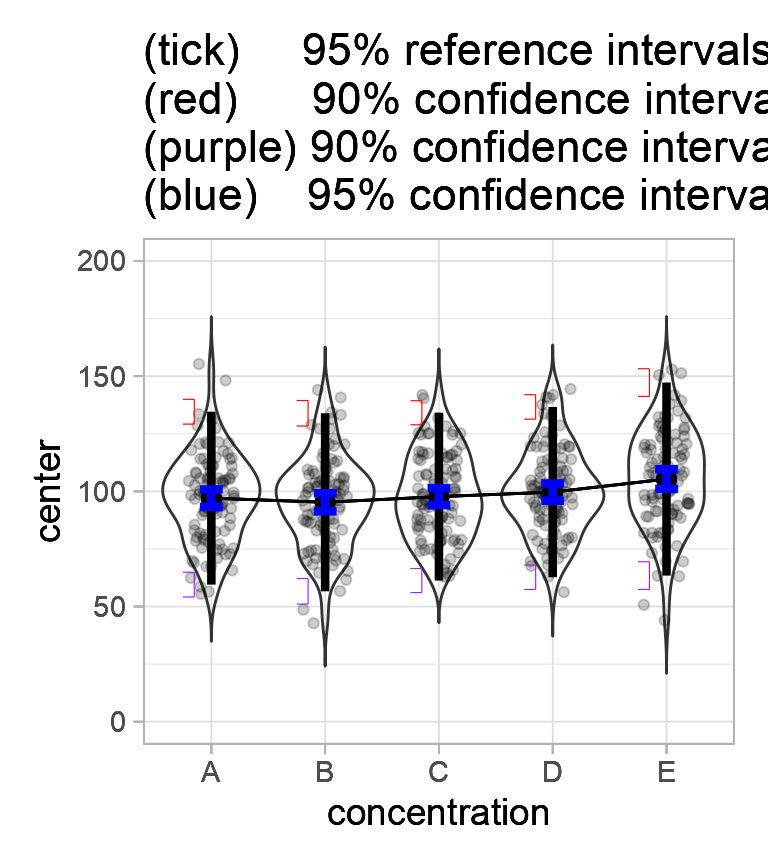 (tick) 95% reference intervals
(red) 90% confidence interva
(purple) 90% confidence interva
(blue) 95% confidence interva
200
150
100
50
0
center
A B C D E
concentration